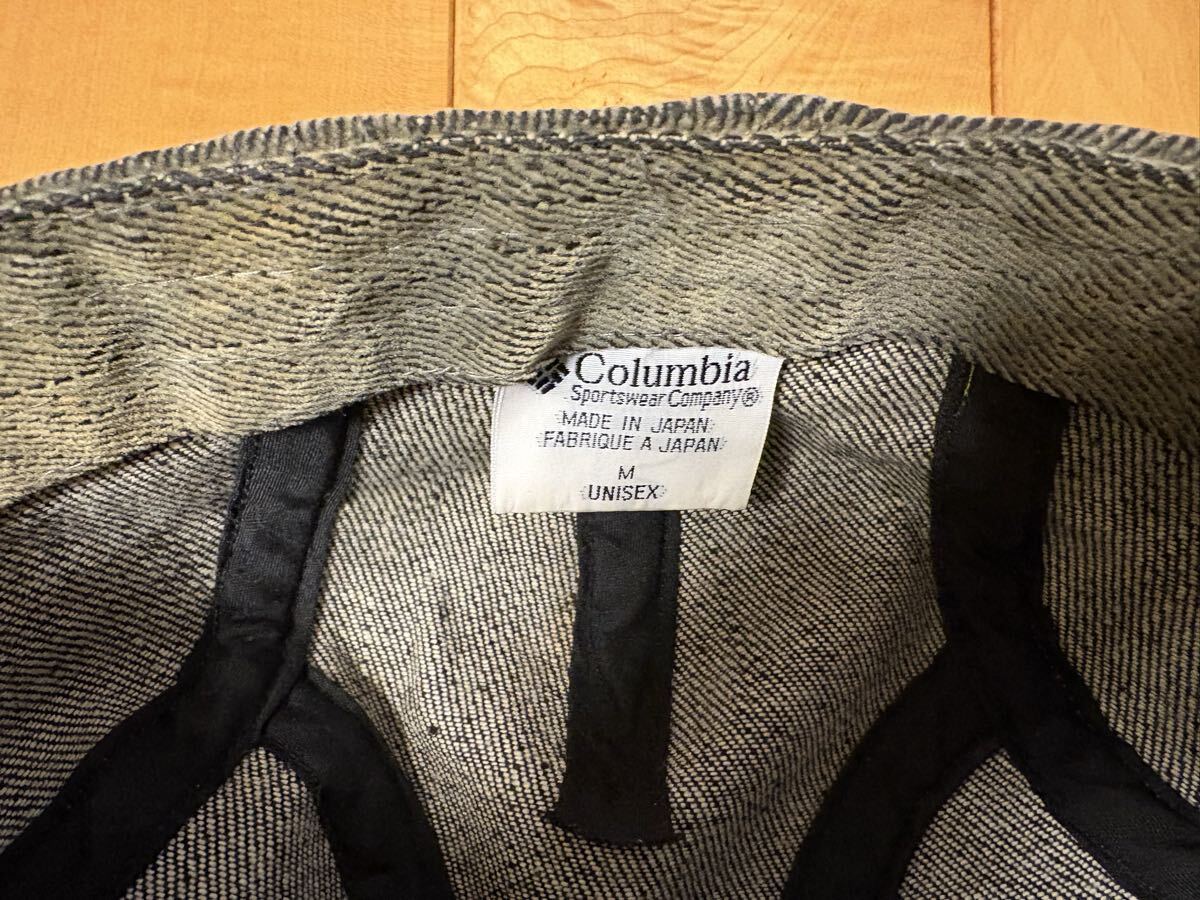 Columbia
Sportswear Company®
MADE IN JAPAN
FABRIQUE A JAPAN
M
UNISEX